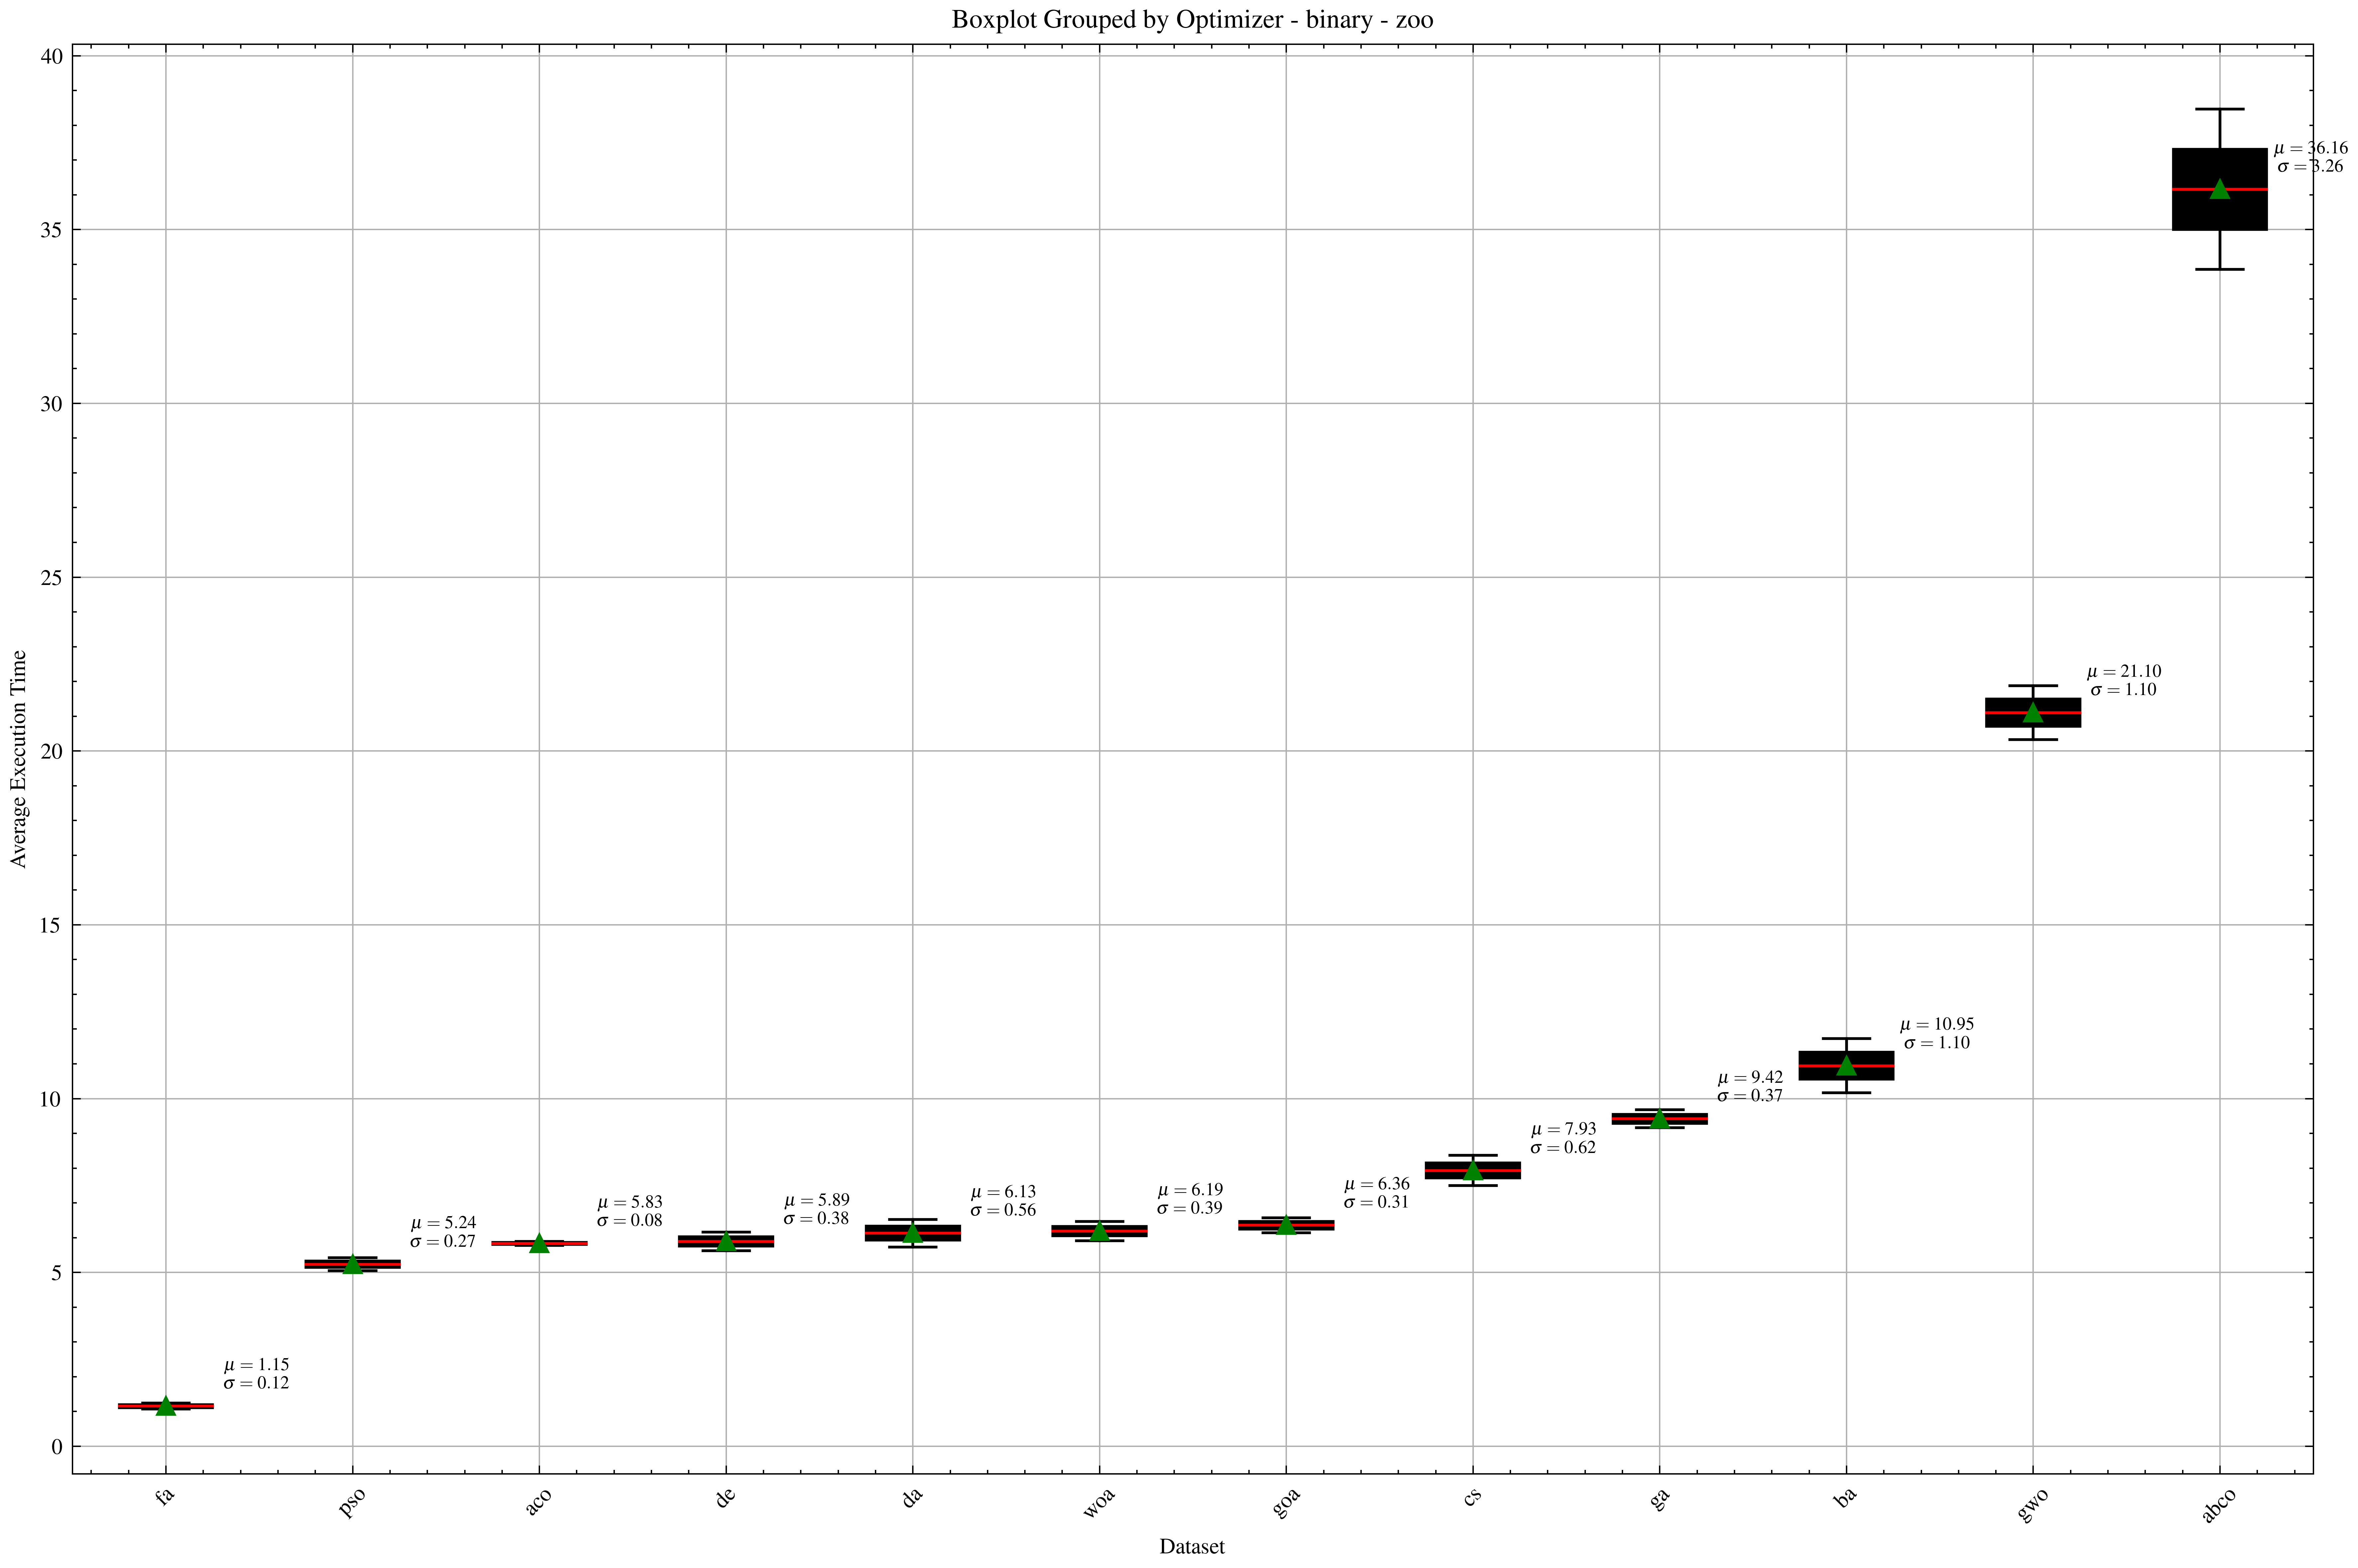 Boxplot Grouped by Optimizer - binary - zoo
Average Execution Time
40
35
30
25
20
15
10
5
0
μ = 1.15
σ = 0.12
μ = 5.24
σ = 0.27
μ = 5.83
σ = 0.08
μ = 5.89
σ = 0.38
μ = 6.13
σ = 0.56
μ = 6.19
σ = 0.39
μ = 6.36
σ = 0.31
μ = 7.93
σ = 0.62
μ = 9.42
σ = 0.37
μ = 10.95
σ = 1.10
μ = 21.10
σ = 1.10
μ = 36.16
σ = 3.26
fa
pso
aco
de
da
woa
goa
cs
ga
ba
gwo
abco
Dataset